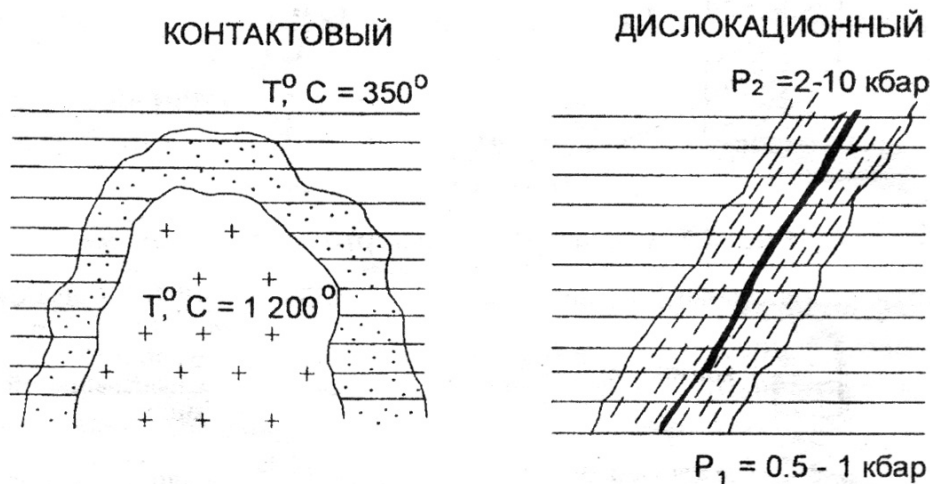 КОНТАКТОВЫЙ
T,° C = 350°
T,° C = 1 200°
ДИСЛОКАЦИОННЫЙ
P₂ =2-10 кбар
P₁ = 0.5 - 1 кбар